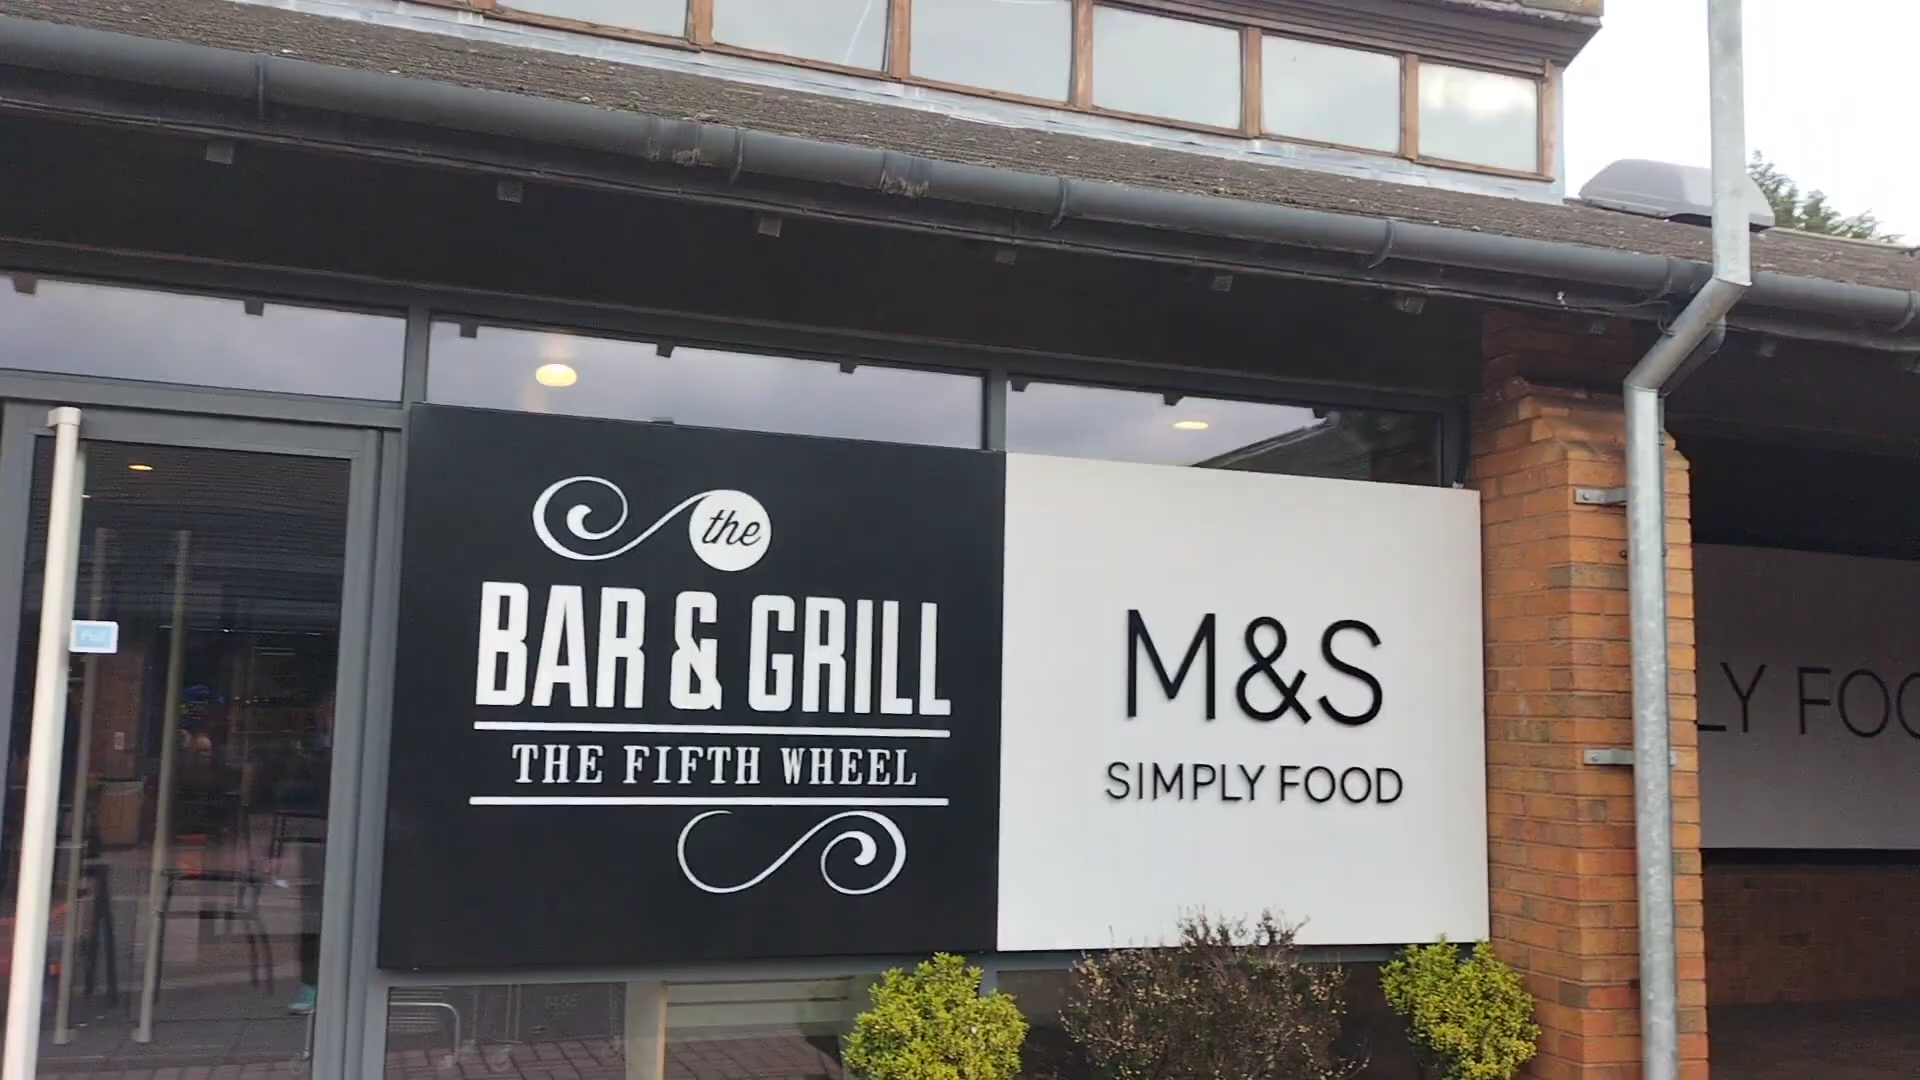 the
BAR & GRILL
THE FIFTH WHEEL
M&S
SIMPLY FOOD
LY FOO
Pull